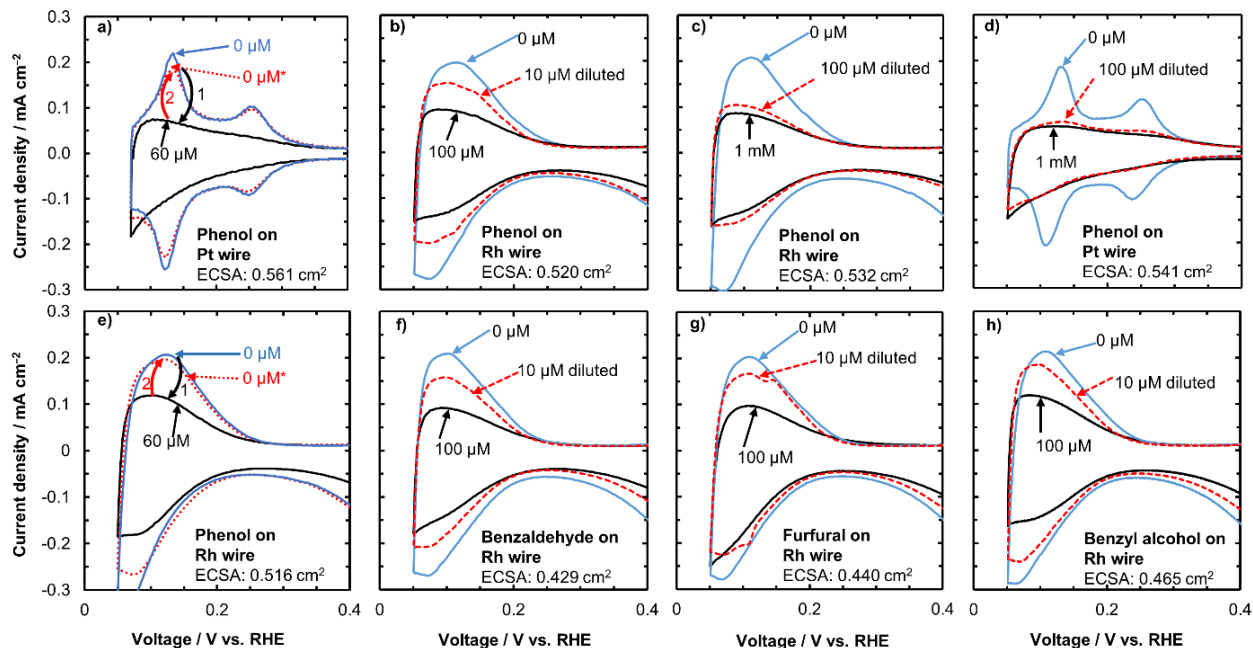 a)
0.3
0.2
0.1
0.0
-0.1
-0.2
-0.3
Current density / mA cm⁻²
0 µM
0 µM*
2
1
60 µM
Phenol on
Pt wire
ECSA: 0.561 cm²
b)
0 µM
10 µM diluted
100 µM
Phenol on
Rh wire
ECSA: 0.520 cm²
c)
0 µM
100 µM diluted
1 mM
Phenol on
Rh wire
ECSA: 0.532 cm²
d)
0 µM
100 µM diluted
1 mM
Phenol on
Pt wire
ECSA: 0.541 cm²
e)
0.3
0.2
0.1
0
-0.1
-0.2
-0.3
Current density / mA cm⁻²
0 µM
0 µM*
2
1
60 µM
Phenol on
Rh wire
ECSA: 0.516 cm²
0
0.2
0.4
Voltage / V vs. RHE
f)
0 µM
10 µM diluted
100 µM
Benzaldehyde on
Rh wire
ECSA: 0.429 cm²
0
0.2
0.4
Voltage / V vs. RHE
g)
0 µM
10 µM diluted
100 µM
Furfural on
Rh wire
ECSA: 0.440 cm²
0
0.2
0.4
Voltage / V vs. RHE
h)
0 µM
10 µM diluted
100 µM
Benzyl alcohol on
Rh wire
ECSA: 0.465 cm²
0
0.2
0.4
Voltage / V vs. RHE